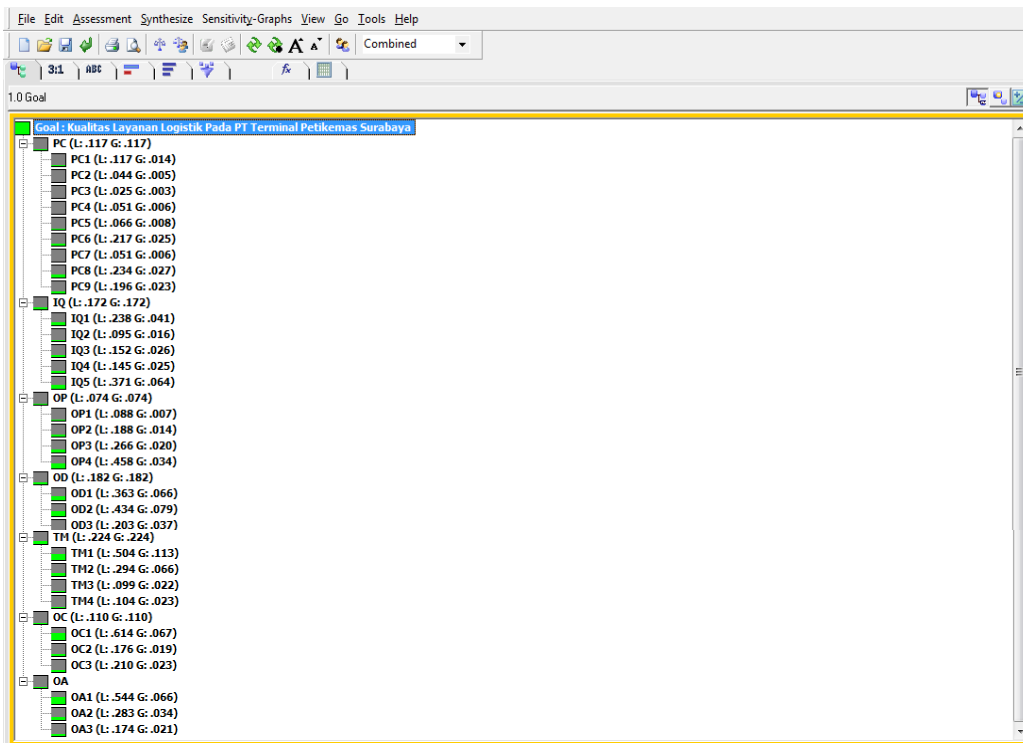 File Edit Assessment Synthesize Sensitivity-Graphs View Go Tools Help
A A Combined
3:1 ABC fx
1.0 Goal
Goal : Kualitas Layanan Logistik Pada PT Terminal Petikemas Surabaya
PC (L: .117 G: .117)
PC1 (L: .117 G: .014)
PC2 (L: .044 G: .005)
PC3 (L: .025 G: .003)
PC4 (L: .051 G: .006)
PC5 (L: .066 G: .008)
PC6 (L: .217 G: .025)
PC7 (L: .051 G: .006)
PC8 (L: .234 G: .027)
PC9 (L: .196 G: .023)
IQ (L: .172 G: .172)
IQ1 (L: .238 G: .041)
IQ2 (L: .095 G: .016)
IQ3 (L: .152 G: .026)
IQ4 (L: .145 G: .025)
IQ5 (L: .371 G: .064)
OP (L: .074 G: .074)
OP1 (L: .088 G: .007)
OP2 (L: .188 G: .014)
OP3 (L: .266 G: .020)
OP4 (L: .458 G: .034)
OD (L: .182 G: .182)
OD1 (L: .363 G: .066)
OD2 (L: .434 G: .079)
OD3 (L: .203 G: .037)
TM (L: .224 G: .224)
TM1 (L: .504 G: .113)
TM2 (L: .294 G: .066)
TM3 (L: .099 G: .022)
TM4 (L: .104 G: .023)
OC (L: .110 G: .110)
OC1 (L: .614 G: .067)
OC2 (L: .176 G: .019)
OC3 (L: .210 G: .023)
OA
OA1 (L: .544 G: .066)
OA2 (L: .283 G: .034)
OA3 (L: .174 G: .021)